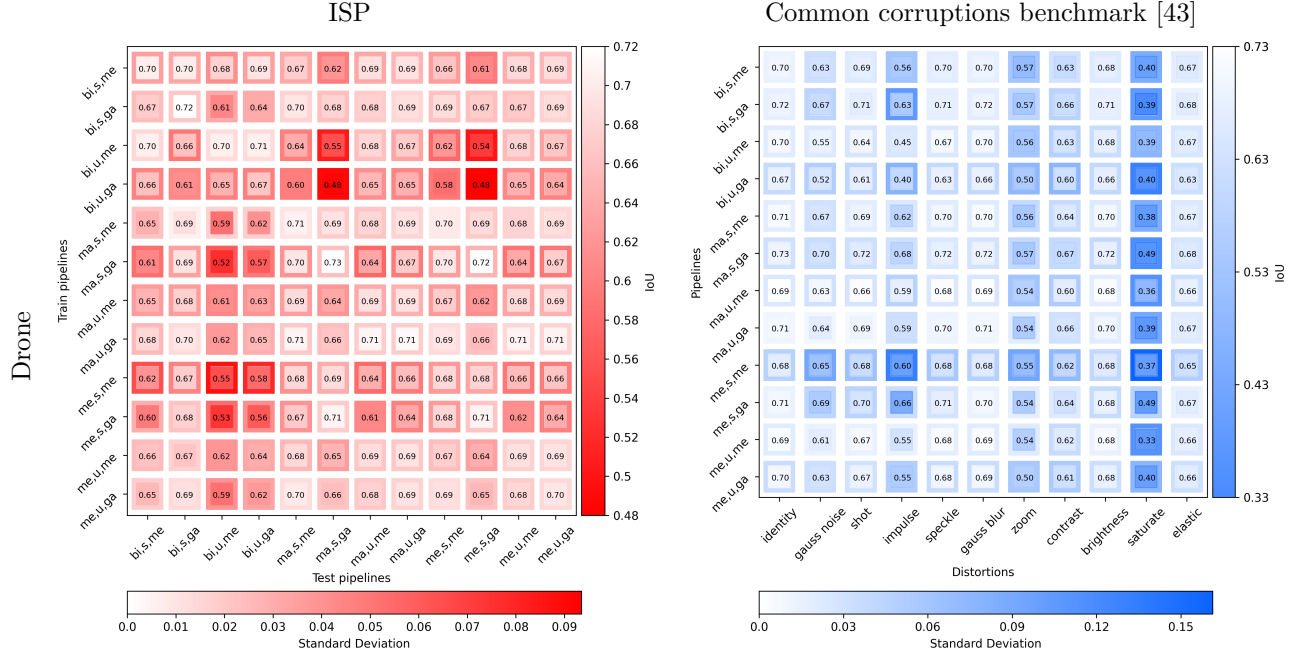 ISP
Common corruptions benchmark [43]
Drone
Train pipelines
bi,s,me 0.70 0.70 0.68 0.69 0.67 0.62 0.69 0.69 0.66 0.61 0.68 0.69
bi,s,ga 0.67 0.72 0.61 0.64 0.70 0.68 0.68 0.67 0.69 0.67 0.67 0.69
bi,u,me 0.70 0.66 0.70 0.71 0.64 0.55 0.68 0.67 0.62 0.54 0.68 0.67
bi,u,ga 0.66 0.61 0.65 0.67 0.60 0.48 0.65 0.65 0.58 0.48 0.65 0.64
ma,s,me 0.65 0.69 0.59 0.62 0.71 0.69 0.68 0.69 0.70 0.69 0.68 0.69
ma,s,ga 0.61 0.69 0.52 0.57 0.70 0.73 0.64 0.67 0.70 0.72 0.64 0.67
ma,u,me 0.65 0.68 0.61 0.63 0.69 0.64 0.69 0.69 0.67 0.62 0.68 0.69
ma,u,ga 0.68 0.70 0.62 0.65 0.71 0.66 0.71 0.71 0.69 0.66 0.71 0.71
me,s,me 0.62 0.67 0.55 0.58 0.68 0.69 0.64 0.66 0.68 0.68 0.66 0.66
me,s,ga 0.60 0.68 0.53 0.56 0.67 0.71 0.61 0.64 0.68 0.71 0.62 0.64
me,u,me 0.66 0.67 0.62 0.64 0.68 0.65 0.69 0.69 0.67 0.64 0.69 0.69
me,u,ga 0.65 0.69 0.59 0.62 0.70 0.66 0.68 0.69 0.69 0.65 0.68 0.70
bi,s,me bi,s,ga bi,u,me bi,u,ga ma,s,me ma,s,ga ma,u,me ma,u,ga me,s,me me,s,ga me,u,me me,u,ga
Test pipelines
0.72
0.7
0.68
0.66
0.64
0.62
0.6
0.58
0.56
0.54
0.52
0.5
0.48
IoU
0.0 0.01 0.02 0.03 0.04 0.05 0.06 0.07 0.08 0.09
Standard Deviation
Pipelines
bi,s,me 0.70 0.63 0.69 0.56 0.70 0.70 0.57 0.63 0.68 0.40 0.67
bi,s,ga 0.72 0.67 0.71 0.63 0.71 0.72 0.57 0.66 0.71 0.39 0.68
bi,u,me 0.70 0.55 0.64 0.45 0.67 0.70 0.56 0.63 0.68 0.39 0.67
bi,u,ga 0.67 0.52 0.61 0.40 0.63 0.66 0.50 0.60 0.66 0.40 0.63
ma,s,me 0.71 0.67 0.69 0.62 0.70 0.70 0.56 0.64 0.70 0.38 0.67
ma,s,ga 0.73 0.70 0.72 0.68 0.72 0.72 0.57 0.67 0.72 0.49 0.68
ma,u,me 0.69 0.63 0.66 0.59 0.68 0.69 0.54 0.60 0.68 0.36 0.66
ma,u,ga 0.71 0.64 0.69 0.59 0.70 0.71 0.54 0.66 0.70 0.39 0.67
me,s,me 0.68 0.65 0.68 0.60 0.68 0.68 0.55 0.62 0.68 0.37 0.65
me,s,ga 0.71 0.69 0.70 0.66 0.71 0.70 0.54 0.64 0.71 0.49 0.67
me,u,me 0.69 0.61 0.67 0.55 0.68 0.69 0.54 0.62 0.68 0.33 0.66
me,u,ga 0.70 0.63 0.67 0.55 0.68 0.69 0.50 0.61 0.68 0.40 0.66
identity gauss noise shot impulse speckle gauss blur zoom contrast brightness saturate elastic
Distortions
0.73
0.63
0.53
0.43
0.33
IoU
0.0 0.03 0.06 0.09 0.12 0.15
Standard Deviation